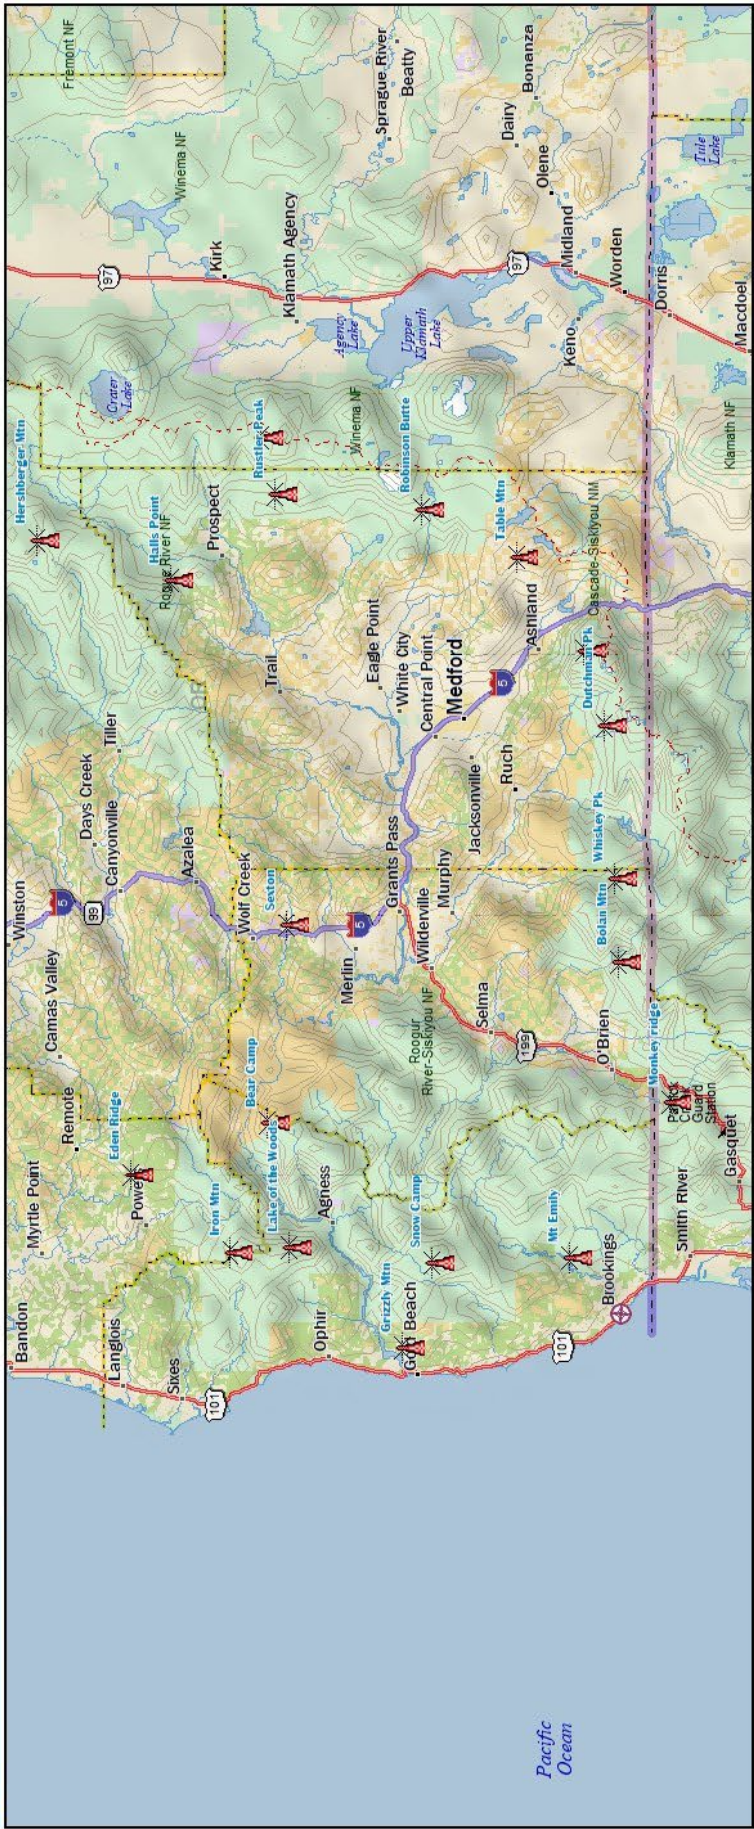 Bandon
Winston
Hershberger Mtn
Myrtle Point
Camas Valley
Remote
5
Fremont NF
Langlois
Eden Ridge
99
Days Creek
Canyonville
Tiller
97
Crater
Lake
Sixes
Azalea
Halls Point
Rogue River NF
Winema NF
101
Iron Mtn
Prospect
Kirk
Wolf Creek
Bear Camp
Lake of the Woods
Sexton
Trail
Rustler Peak
Klamath Agency
Ophir
Agness
Merlin
5
Agency
Lake
Winema NF
Eagle Point
Sprague River
Beatty
Grizzly Mtn
Gold Beach
Snow Camp
Roogur
River-Siskiyou NF
Grants Pass
Wilderville
White City
Central Point
Robinson Butte
Upper
Klamath
Lake
Murphy
Medford
Selma
Jacksonville
5
Table Mtn
Ruch
Dairy
Bonanza
97
199
Ashland
Olene
Pacific
Ocean
101
Mt Emily
Keno
Midland
Brookings
O'Brien
Bolan Mtn
Whiskey Pk
Dutchman Pk
Cascade-Siskiyou NM
Worden
Monkey ridge
Dorris
Smith River
Guard
Station
Tule
Lake
Gasquet
Klamath NF
Macdoel